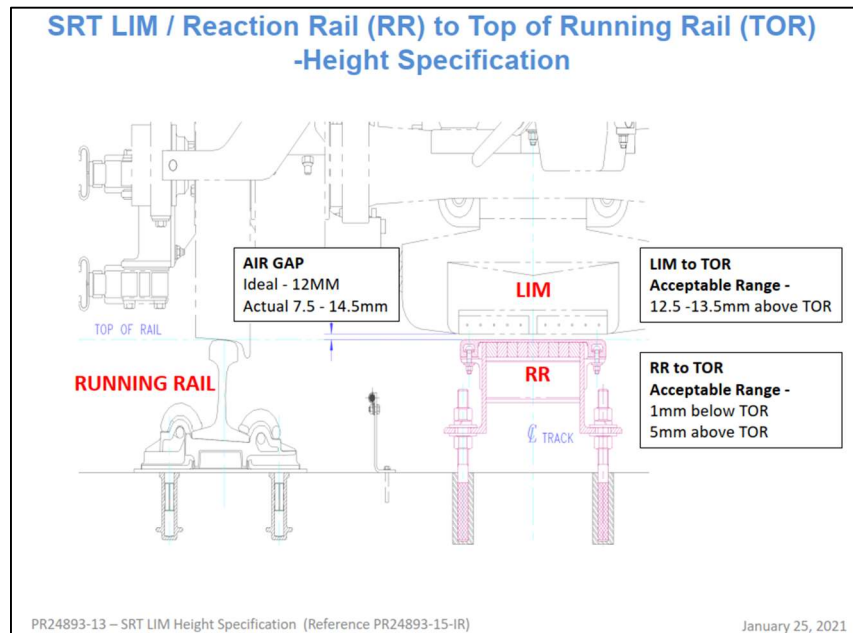 SRT LIM / Reaction Rail (RR) to Top of Running Rail (TOR)
-Height Specification
AIR GAP
Ideal - 12MM
Actual 7.5 - 14.5mm
LIM
LIM to TOR
Acceptable Range -
12.5 -13.5mm above TOR
TOP OF RAIL
RUNNING RAIL
RR
RR to TOR
Acceptable Range -
1mm below TOR
5mm above TOR
℄ TRACK
PR24893-13 – SRT LIM Height Specification (Reference PR24893-15-IR)
January 25, 2021